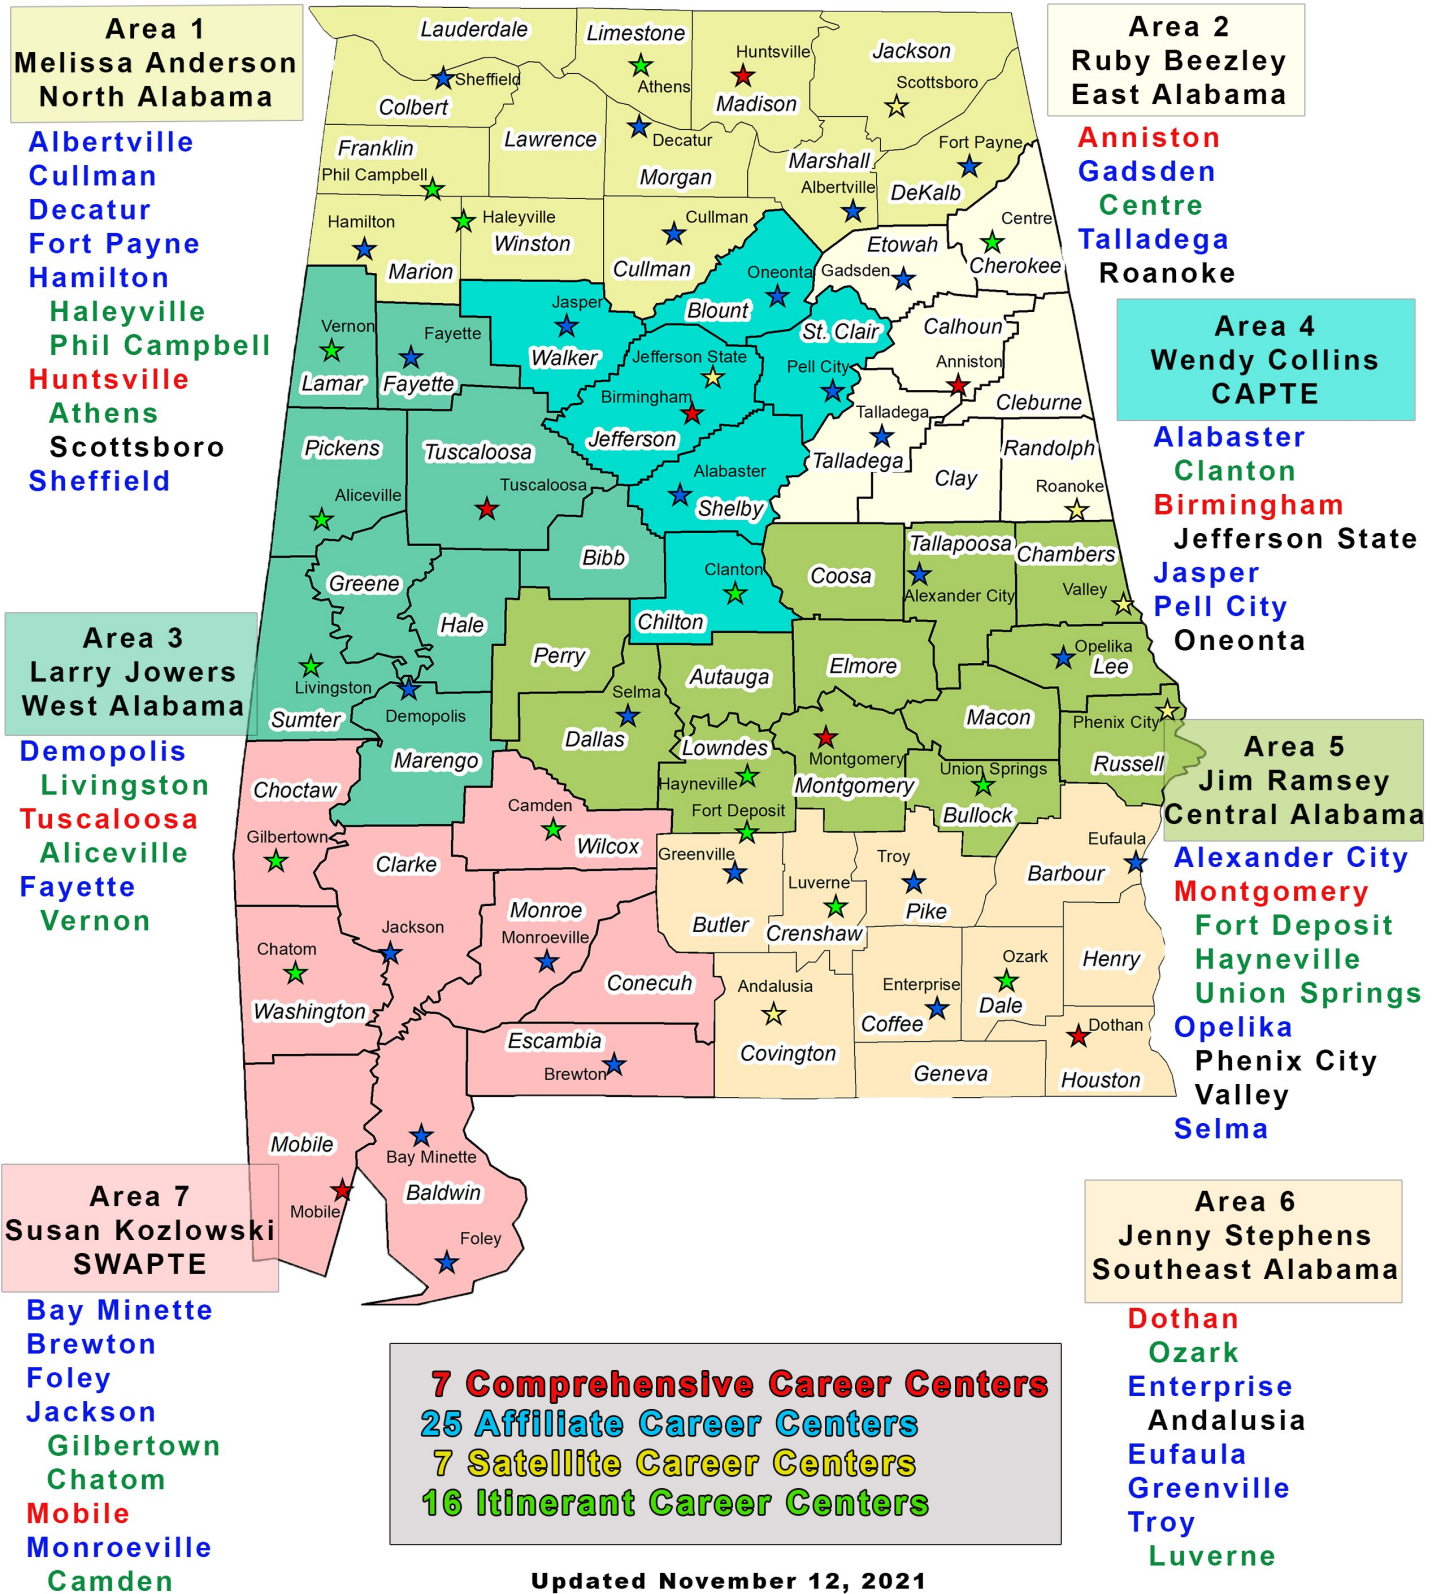 Area 1
Melissa Anderson
North Alabama
Albertville
Cullman
Decatur
Fort Payne
Hamilton
Haleyville
Phil Campbell
Huntsville
Athens
Scottsboro
Sheffield
Area 2
Ruby Beezley
East Alabama
Anniston
Gadsden
Centre
Talladega
Roanoke
Area 4
Wendy Collins
CAPTE
Alabaster
Clanton
Birmingham
Jefferson State
Jasper
Pell City
Oneonta
Area 3
Larry Jowers
West Alabama
Demopolis
Livingston
Tuscaloosa
Aliceville
Fayette
Vernon
Area 5
Jim Ramsey
Central Alabama
Alexander City
Montgomery
Fort Deposit
Hayneville
Union Springs
Opelika
Phenix City
Valley
Selma
Area 7
Susan Kozlowski
SWAPTE
Bay Minette
Brewton
Foley
Jackson
Gilbertown
Chatom
Mobile
Monroeville
Camden
Area 6
Jenny Stephens
Southeast Alabama
Dothan
Ozark
Enterprise
Andalusia
Eufaula
Greenville
Troy
Luverne
Lauderdale
Limestone
Huntsville
Jackson
Sheffield
Athens
Scottsboro
Colbert
Madison
Lawrence
Decatur
Franklin
Fort Payne
Marshall
Phil Campbell
Morgan
Albertville
DeKalb
Hamilton
Haleyville
Cullman
Centre
Winston
Etowah
Marion
Cullman
Oneonta
Gadsden
Cherokee
Jasper
Blount
Vernon
Fayette
St. Clair
Calhoun
Walker
Jefferson State
Pell City
Anniston
Lamar
Fayette
Birmingham
Talladega
Cleburne
Jefferson
Pickens
Tuscaloosa
Talladega
Randolph
Alabaster
Clay
Aliceville
Tuscaloosa
Shelby
Roanoke
Tallapoosa
Chambers
Bibb
Greene
Clanton
Coosa
Alexander City
Valley
Hale
Chilton
Perry
Autauga
Elmore
Opelika
Lee
Livingston
Selma
Sumter
Demopolis
Macon
Phenix City
Dallas
Lowndes
Marengo
Montgomery
Union Springs
Russell
Choctaw
Hayneville
Montgomery
Camden
Fort Deposit
Bullock
Gilbertown
Wilcox
Eufaula
Clarke
Greenville
Troy
Barbour
Luverne
Monroe
Pike
Jackson
Monroeville
Butler
Crenshaw
Chatom
Ozark
Henry
Conecuh
Andalusia
Enterprise
Washington
Dale
Coffee
Dothan
Escambia
Covington
Brewton
Geneva
Houston
Mobile
Bay Minette
Baldwin
Mobile
Foley
7 Comprehensive Career Centers
25 Affiliate Career Centers
7 Satellite Career Centers
16 Itinerant Career Centers
Updated November 12, 2021